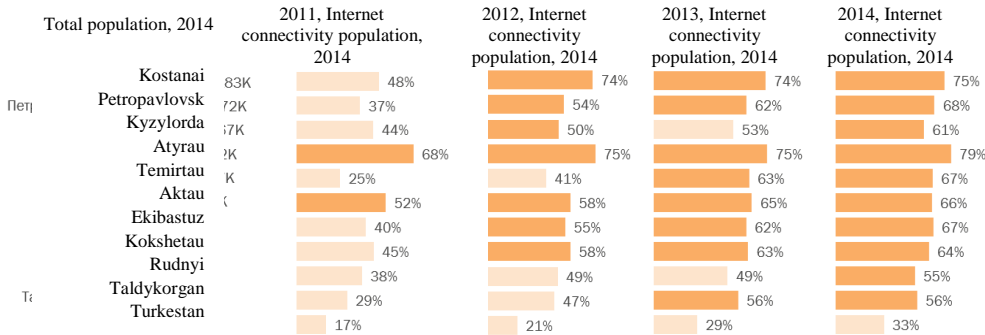 Total population, 2014
2011, Internet
connectivity population,
2014
2012, Internet
connectivity
population, 2014
2013, Internet
connectivity
population, 2014
2014, Internet
connectivity
population, 2014
Kostanai 83K 48% 74% 74% 75%
Петр Petropavlovsk 72K 37% 54% 62% 68%
Kyzylorda 37K 44% 50% 53% 61%
Atyrau 2K 68% 75% 75% 79%
Temirtau K 25% 41% 63% 67%
Aktau 52% 58% 65% 66%
Ekibastuz 40% 55% 62% 67%
Kokshetau 45% 58% 63% 64%
Rudnyi 38% 49% 49% 55%
Та Taldykorgan 29% 47% 56% 56%
Turkestan 17% 21% 29% 33%